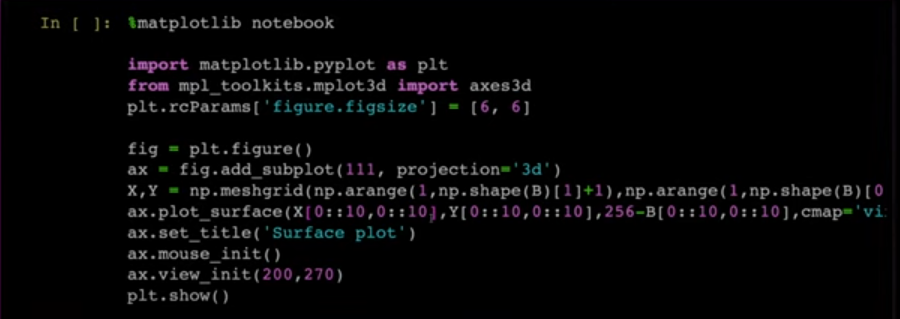 In [ ]: %matplotlib notebook
import matplotlib.pyplot as plt
from mpl_toolkits.mplot3d import axes3d
plt.rcParams['figure.figsize'] = [6, 6]
fig = plt.figure()
ax = fig.add_subplot(111, projection='3d')
X,Y = np.meshgrid(np.arange(1,np.shape(B)[1]+1),np.arange(1,np.shape(B)[0
ax.plot_surface(X[0::10,0::10],Y[0::10,0::10],256-B[0::10,0::10],cmap='vi
ax.set_title('Surface plot')
ax.mouse_init()
ax.view_init(200,270)
plt.show()